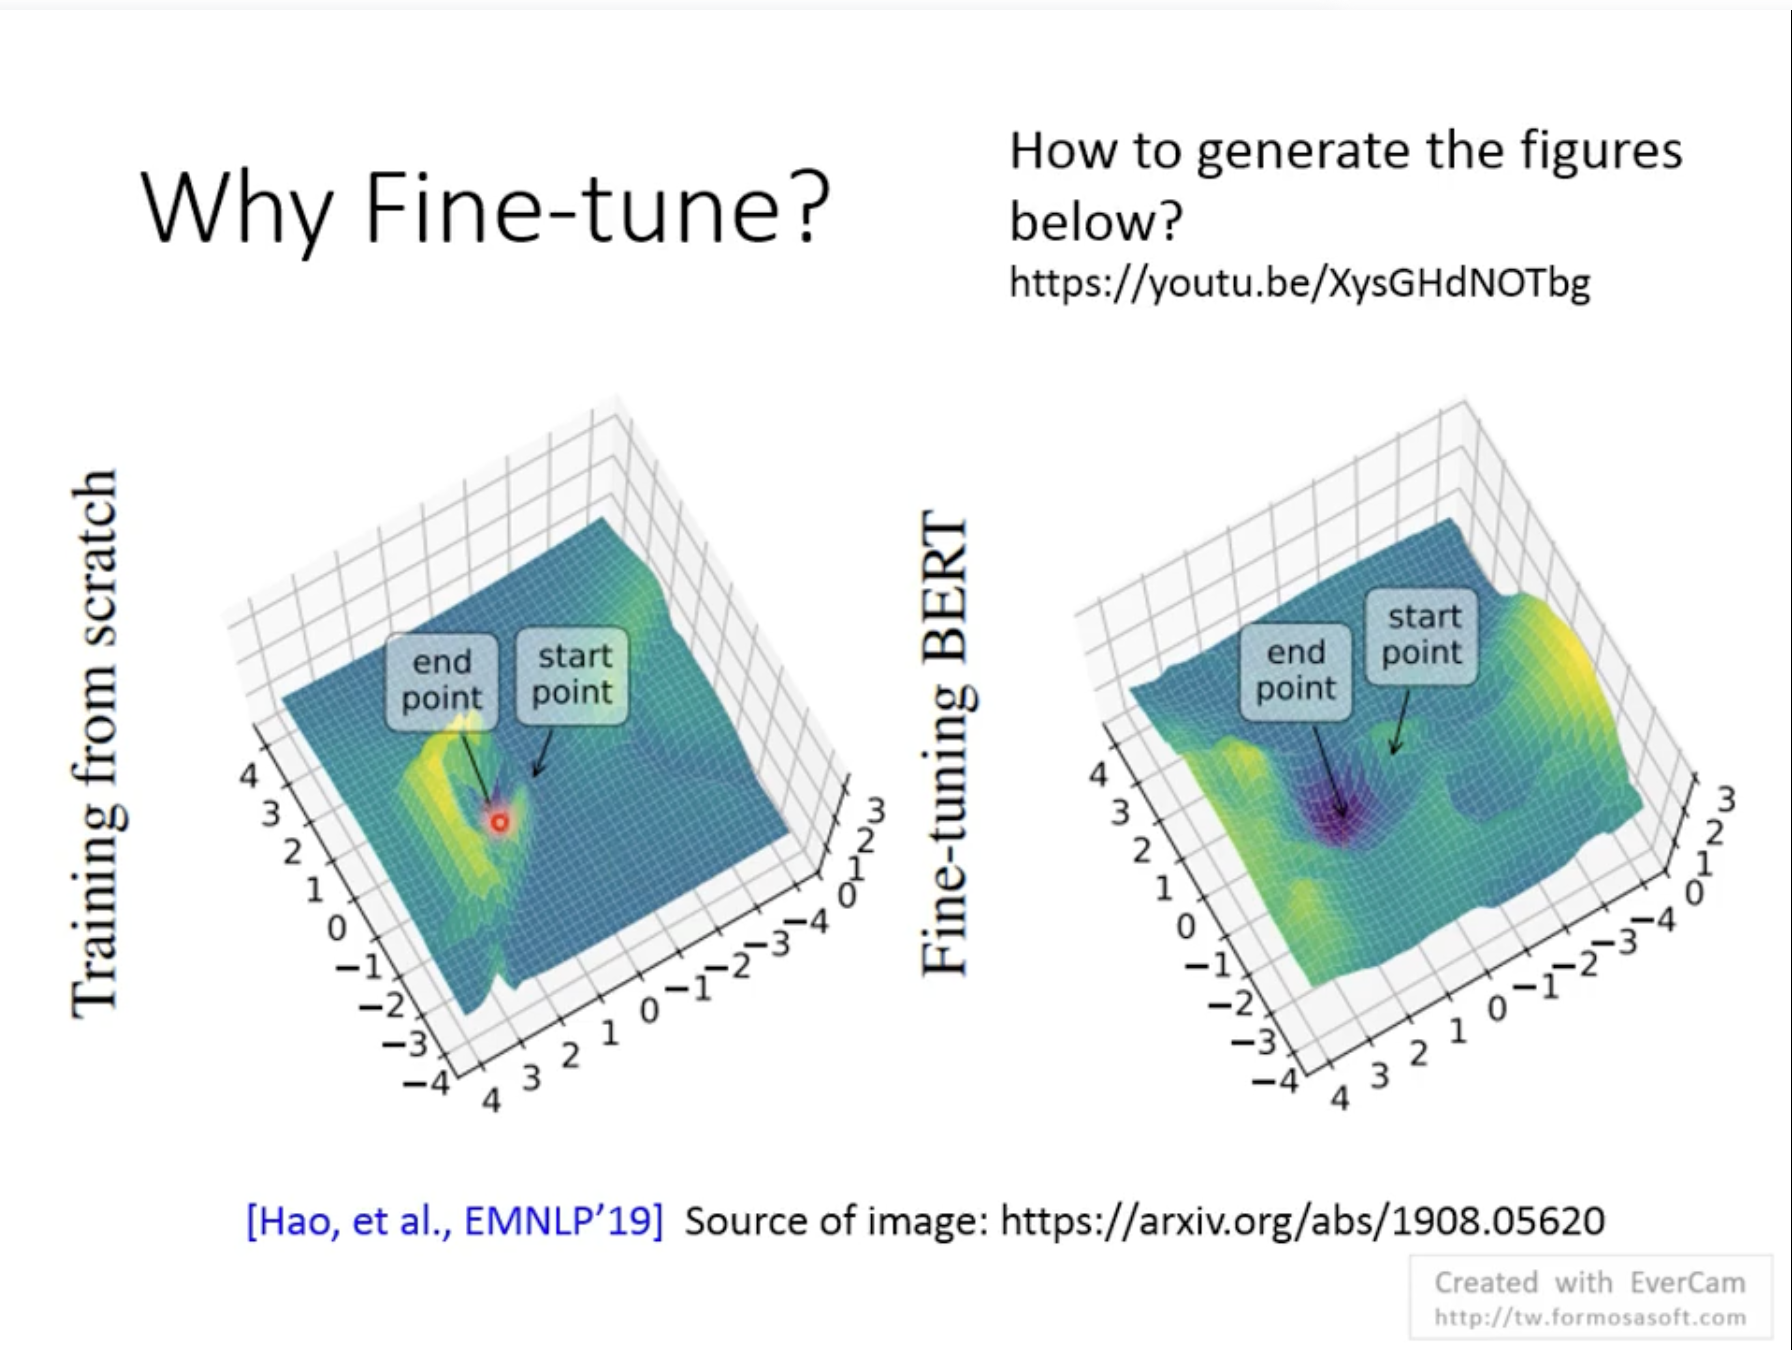 Why Fine-tune?
How to generate the figures
below?
https://youtu.be/XysGHdNOTbg
Training from scratch
end
point
start
point
4
3
2
1
0
−1
−2
−3
−4
4
3
2
1
0
−1
−2
−3
−4
0
1
2
3
Fine-tuning BERT
end
point
start
point
4
3
2
1
0
−1
−2
−3
−4
4
3
2
1
0
−1
−2
−3
−4
0
1
2
3
[Hao, et al., EMNLP’19] Source of image: https://arxiv.org/abs/1908.05620
Created with EverCam
http://tw.formosasoft.com